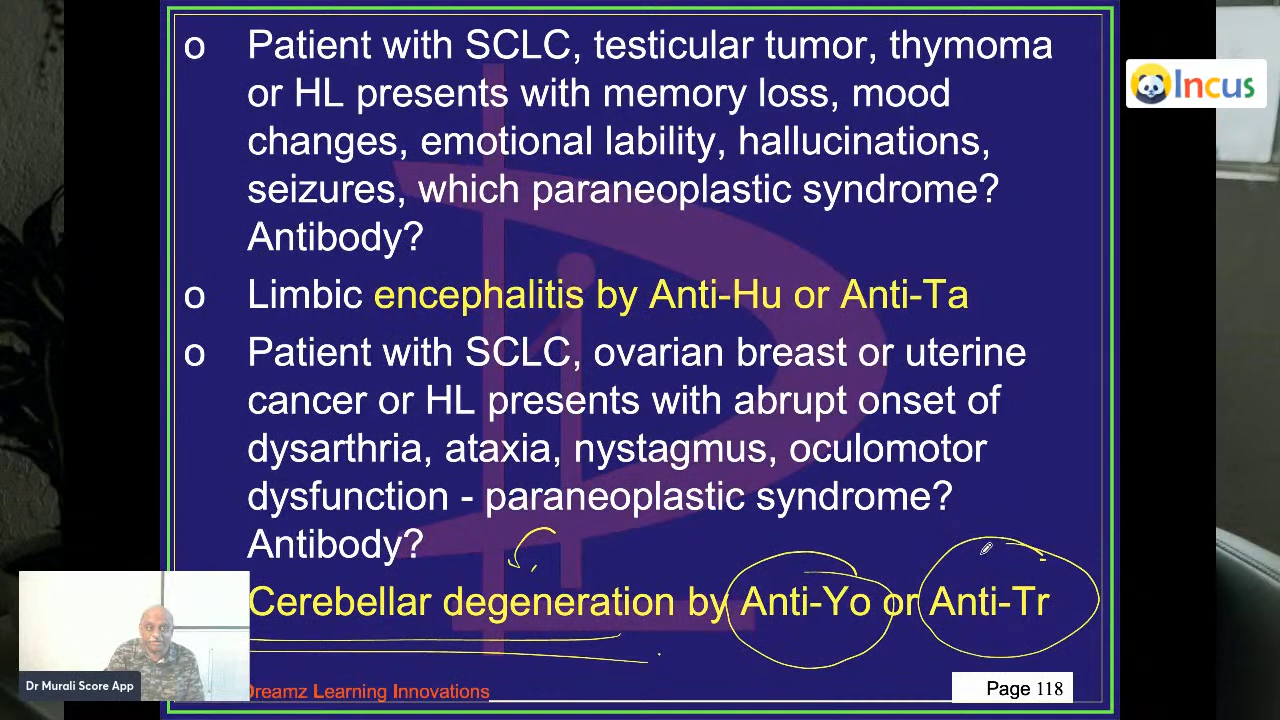 o Patient with SCLC, testicular tumor, thymoma
or HL presents with memory loss, mood
changes, emotional lability, hallucinations,
seizures, which paraneoplastic syndrome?
Antibody?
o Limbic encephalitis by Anti-Hu or Anti-Ta
o Patient with SCLC, ovarian breast or uterine
cancer or HL presents with abrupt onset of
dysarthria, ataxia, nystagmus, oculomotor
dysfunction - paraneoplastic syndrome?
Antibody?
Cerebellar degeneration by Anti-Yo or Anti-Tr
Dreamz Learning Innovations
Page 118
Incus
Dr Murali Score App